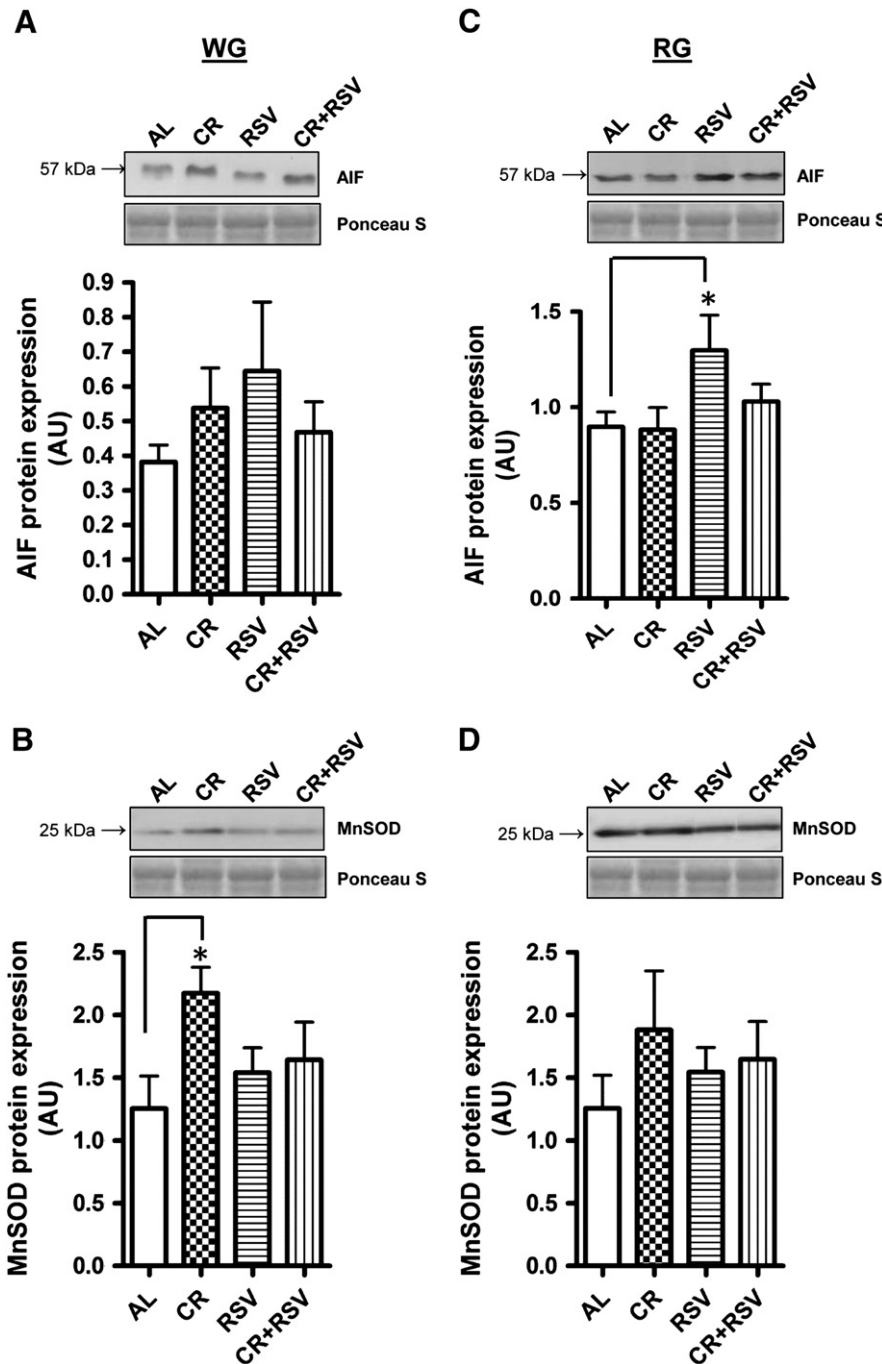 A
WG
AL CR RSV CR+RSV
57 kDa → AIF
Ponceau S
AIF protein expression
(AU)
0.9
0.8
0.7
0.6
0.5
0.4
0.3
0.2
0.1
0.0
AL CR RSV CR+RSV
C
RG
AL CR RSV CR+RSV
57 kDa → AIF
Ponceau S
AIF protein expression
(AU)
*
1.5
1.0
0.5
0.0
AL CR RSV CR+RSV
B
AL CR RSV CR+RSV
25 kDa → MnSOD
Ponceau S
MnSOD protein expression
(AU)
*
2.5
2.0
1.5
1.0
0.5
0.0
AL CR RSV CR+RSV
D
AL CR RSV CR+RSV
25 kDa → MnSOD
Ponceau S
MnSOD protein expression
(AU)
2.5
2.0
1.5
1.0
0.5
0.0
AL CR RSV CR+RSV